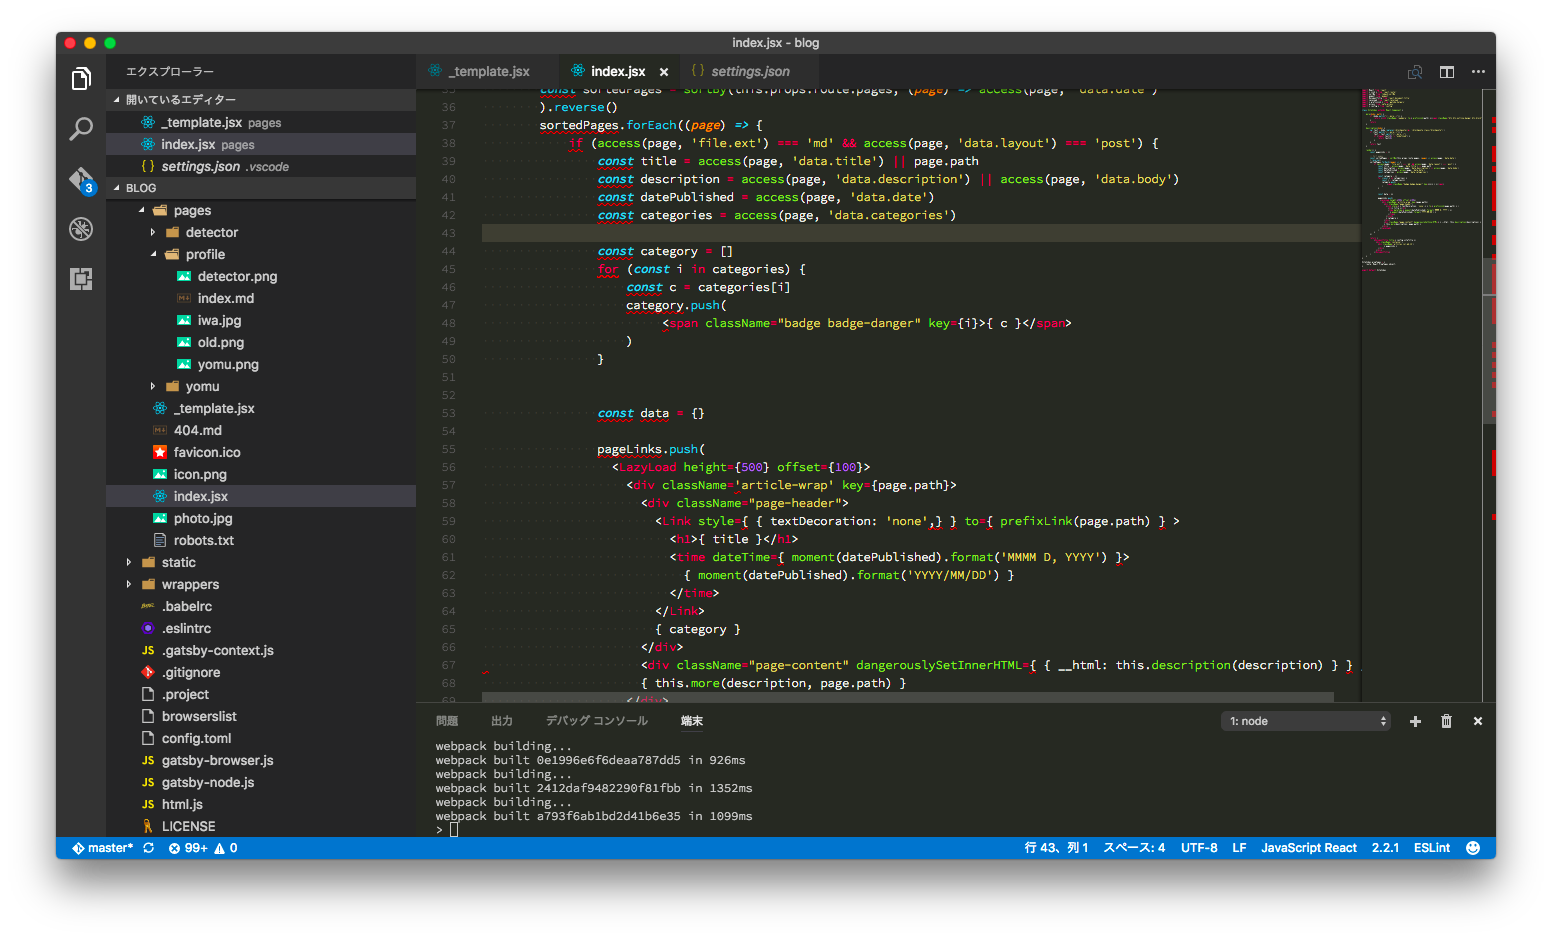 index.jsx - blog
エクスプローラー
開いているエディター
_template.jsx pages
index.jsx pages
{ } settings.json .vscode
3
BLOG
pages
detector
profile
detector.png
index.md
iwa.jpg
old.png
yomu.png
yomu
_template.jsx
404.md
favicon.ico
icon.png
index.jsx
photo.jpg
robots.txt
static
wrappers
.babelrc
.eslintrc
JS .gatsby-context.js
.gitignore
.project
browserslist
config.toml
JS gatsby-browser.js
JS gatsby-node.js
JS html.js
LICENSE
_template.jsx
index.jsx
{ } settings.json
35 const sortedPages = sortBy(this.props.route.pages, (page) => access(page, 'data.date')
36 ).reverse()
37 sortedPages.forEach((page) => {
38 if (access(page, 'file.ext') === 'md' && access(page, 'data.layout') === 'post') {
39 const title = access(page, 'data.title') || page.path
40 const description = access(page, 'data.description') || access(page, 'data.body')
41 const datePublished = access(page, 'data.date')
42 const categories = access(page, 'data.categories')
43
44 const category = []
45 for (const i in categories) {
46 const c = categories[i]
47 category.push(
48 <span className="badge badge-danger" key={i}>{ c }</span>
49 )
50 }
51
52
53 const data = {}
54
55 pageLinks.push(
56 <LazyLoad height={500} offset={100}>
57 <div className='article-wrap' key={page.path}>
58 <div className="page-header">
59 <Link style={ { textDecoration: 'none',} } to={ prefixLink(page.path) } >
60 <h1>{ title }</h1>
61 <time dateTime={ moment(datePublished).format('MMMM D, YYYY') }>
62 { moment(datePublished).format('YYYY/MM/DD') }
63 </time>
64 </Link>
65 { category }
66 </div>
67 <div className="page-content" dangerouslySetInnerHTML={ { __html: this.description(description) } }
68 { this.more(description, page.path) }
69 </div>
問題 出力 デバッグ コンソール 端末
1: node
webpack building...
webpack built 0e1996e6f6deaa787dd5 in 926ms
webpack building...
webpack built 2412daf9482290f81fbb in 1352ms
webpack building...
webpack built a793f6ab1bd2d41b6e35 in 1099ms
>
master* 99+ 0
行 43、列 1 スペース: 4 UTF-8 LF JavaScript React 2.2.1 ESLint